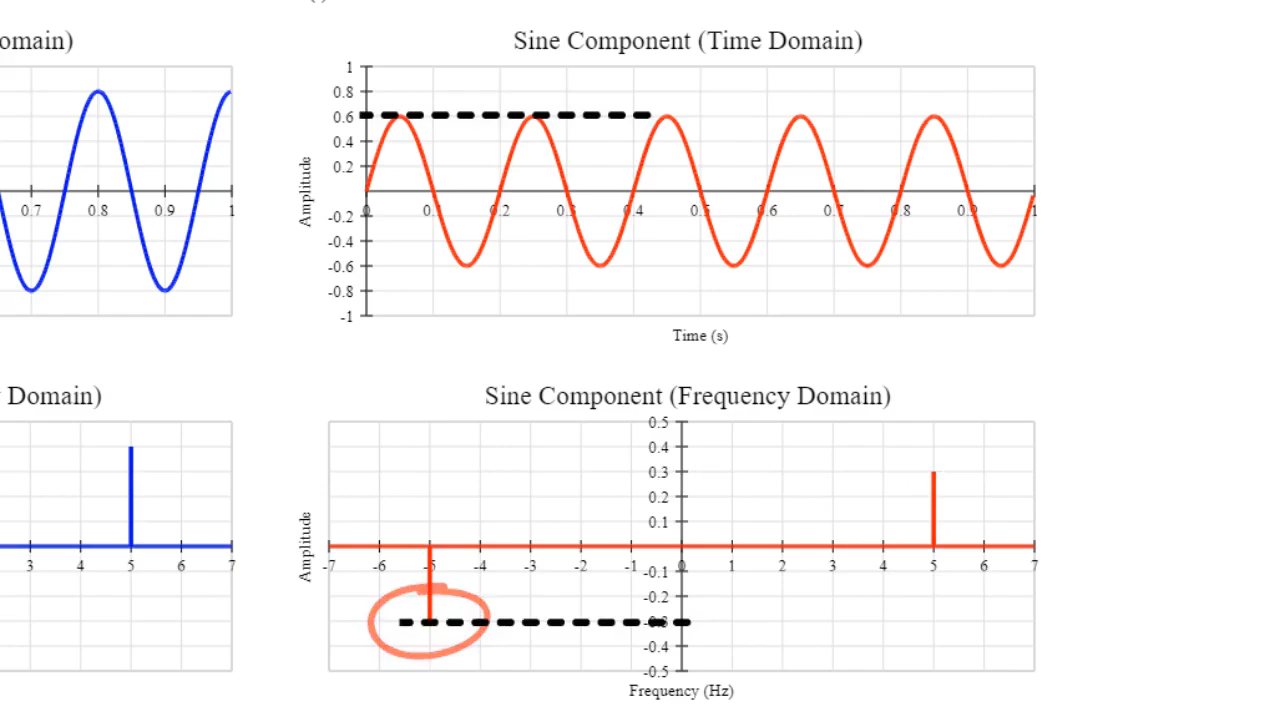 omain)
Sine Component (Time Domain)
1
0.8
0.6
0.4
0.2
-0.2
-0.4
-0.6
-0.8
-1
Amplitude
0.7 0.8 0.9 1
0 0.1 0.2 0.3 0.4 0.5 0.6 0.7 0.8 0.9 1
Time (s)
Domain)
Sine Component (Frequency Domain)
0.5
0.4
0.3
0.2
0.1
-0.1
-0.2
-0.3
-0.4
-0.5
Amplitude
3 4 5 6 7
-7 -6 -5 -4 -3 -2 -1 0 1 2 3 4 5 6 7
Frequency (Hz)